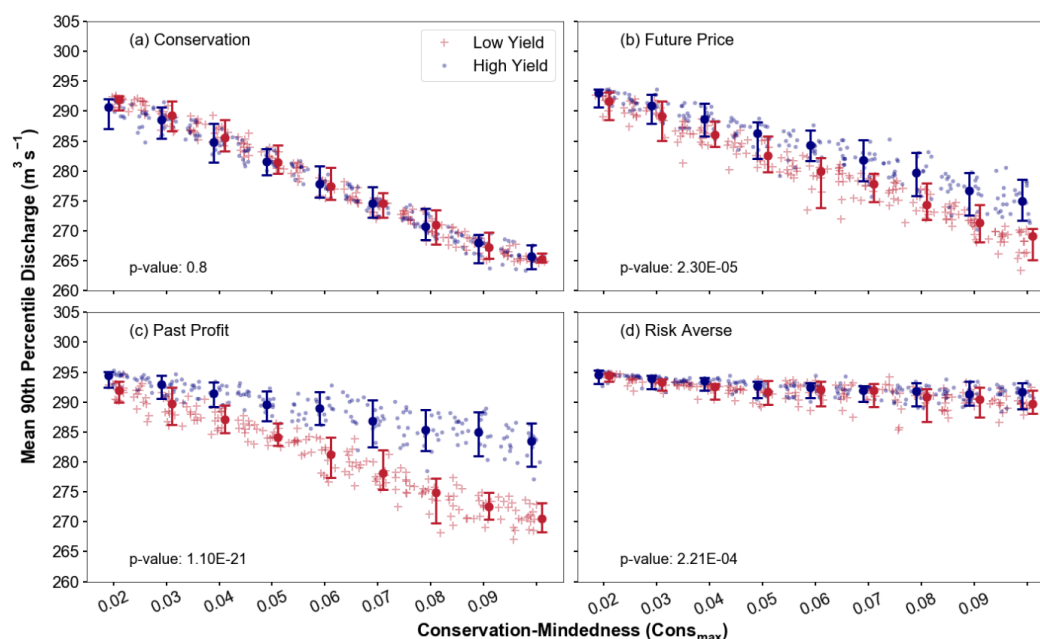 305
300
295
290
285
280
275
270
265
260
(a) Conservation
Low Yield
High Yield
p-value: 0.8
(b) Future Price
p-value: 2.30E-05
Mean 90th Percentile Discharge (m³ s⁻¹)
305
300
295
290
285
280
275
270
265
260
(c) Past Profit
p-value: 1.10E-21
(d) Risk Averse
p-value: 2.21E-04
0.02 0.03 0.04 0.05 0.06 0.07 0.08 0.09
0.02 0.03 0.04 0.05 0.06 0.07 0.08 0.09
Conservation-Mindedness (Consmax)